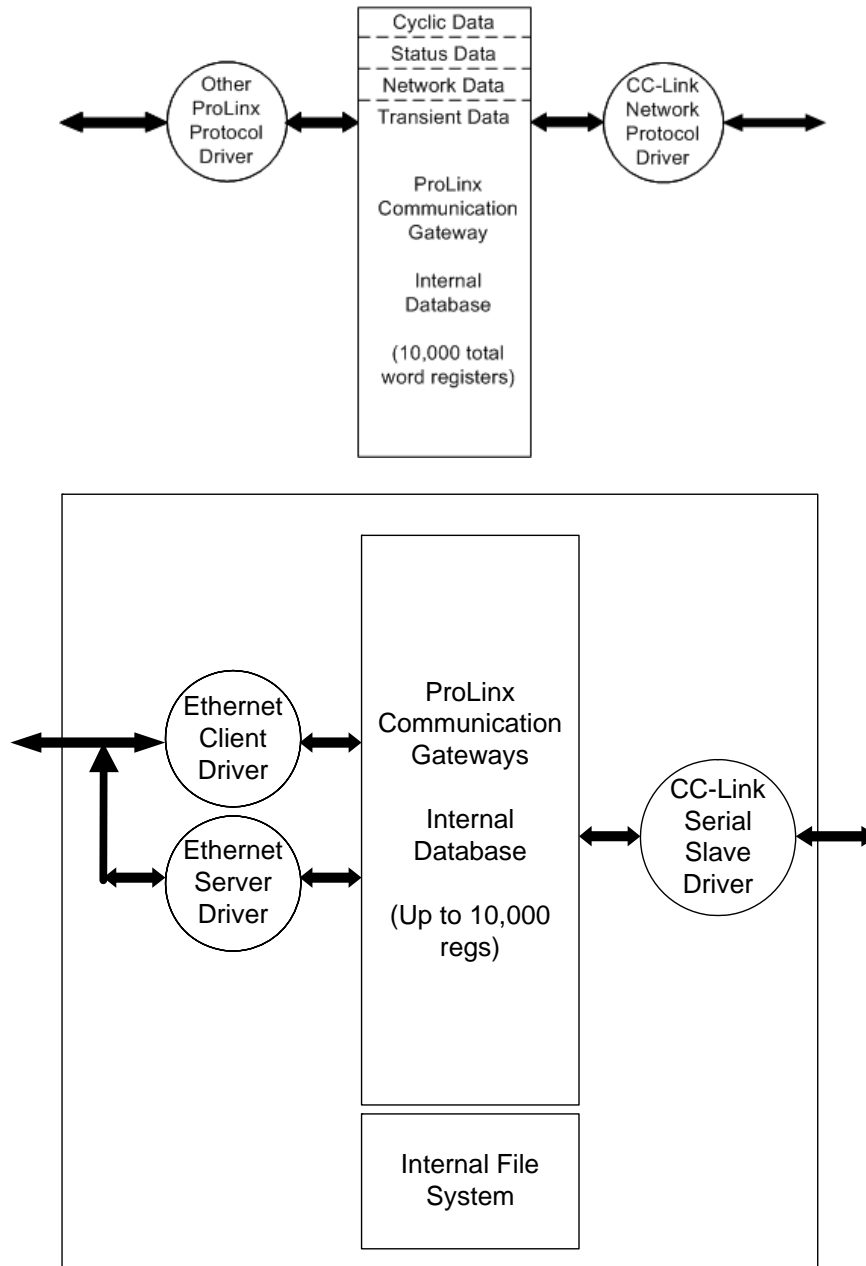 Cyclic Data
Status Data
Network Data
Transient Data
Other
ProLinx
Protocol
Driver
CC-Link
Network
Protocol
Driver
ProLinx
Communication
Gateway
Internal
Database
(10,000 total
word registers)
Ethernet
Client
Driver
Ethernet
Server
Driver
ProLinx
Communication
Gateways
Internal
Database
(Up to 10,000
regs)
CC-Link
Serial
Slave
Driver
Internal File
System